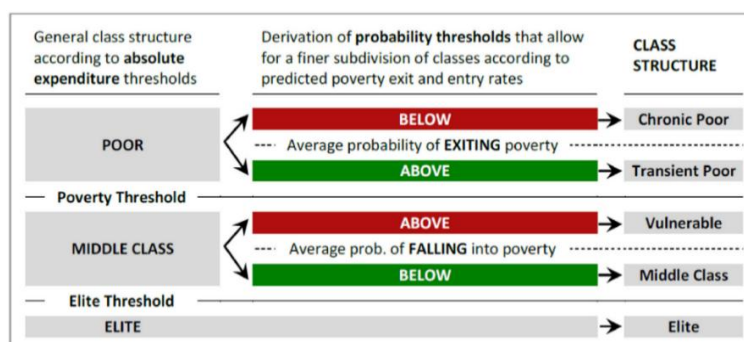 General class structure
according to absolute
expenditure thresholds
Derivation of probability thresholds that allow
for a finer subdivision of classes according to
predicted poverty exit and entry rates
CLASS
STRUCTURE
POOR
BELOW
Chronic Poor
Average probability of EXITING poverty
ABOVE
Transient Poor
Poverty Threshold
MIDDLE CLASS
ABOVE
Vulnerable
Average prob. of FALLING into poverty
BELOW
Middle Class
Elite Threshold
ELITE
Elite